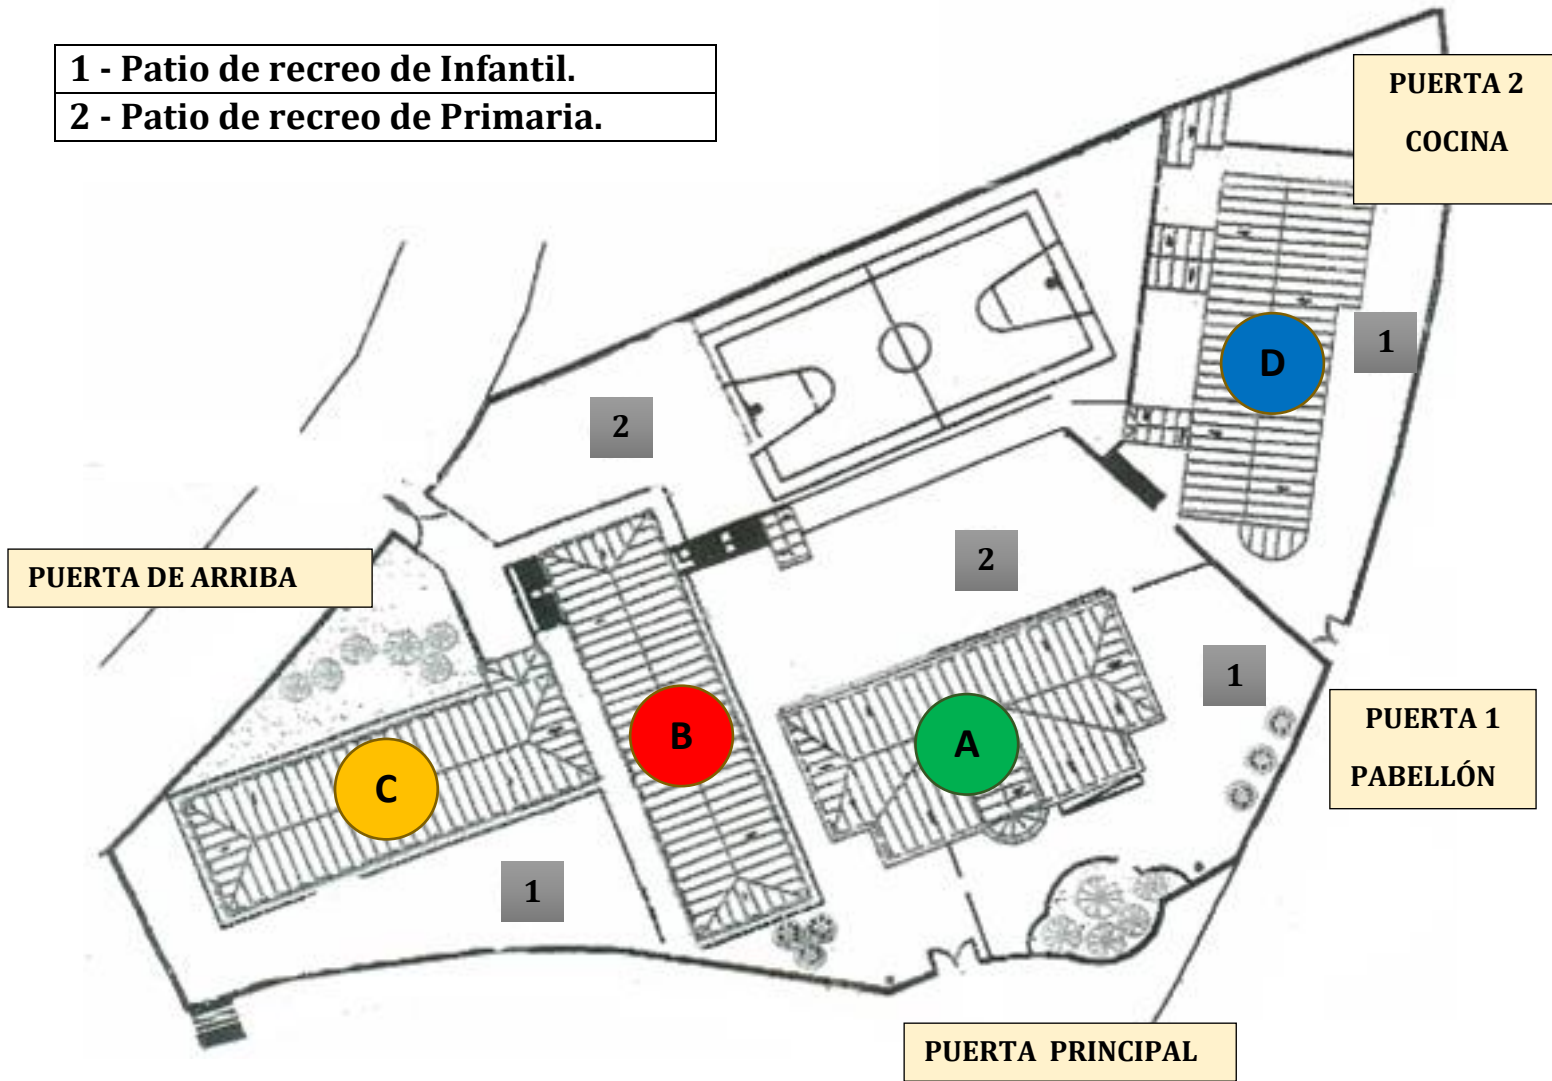 1 - Patio de recreo de Infantil.
2 - Patio de recreo de Primaria.
PUERTA 2
COCINA
1
D
2
PUERTA DE ARRIBA
2
1
B
A
C
PUERTA 1
PABELLÓN
1
PUERTA PRINCIPAL